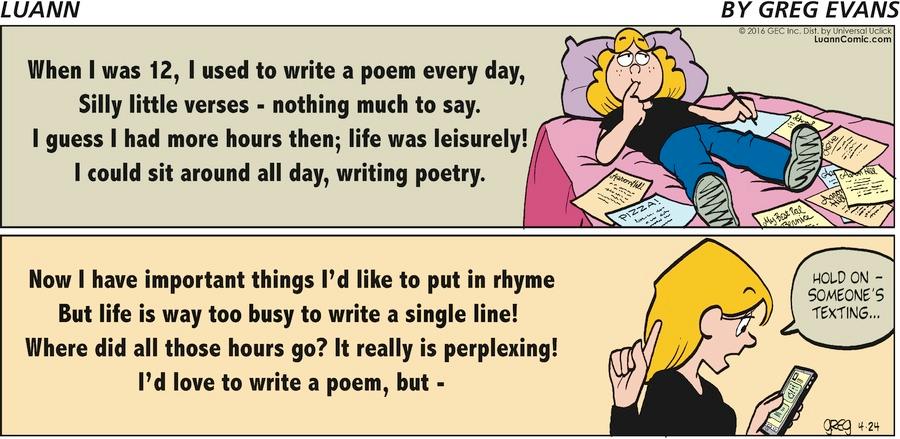 LUANN
BY GREG EVANS
© 2016 GEC Inc. Dist. by Universal Uclick
LuannComic.com
When I was 12, I used to write a poem every day,
Silly little verses - nothing much to say.
I guess I had more hours then; life was leisurely!
I could sit around all day, writing poetry.
PIZZA!
My Best Pal
Bernice
Now I have important things I'd like to put in rhyme
But life is way too busy to write a single line!
Where did all those hours go? It really is perplexing!
I'd love to write a poem, but -
HOLD ON -
SOMEONE'S
TEXTING...
greg 4-24